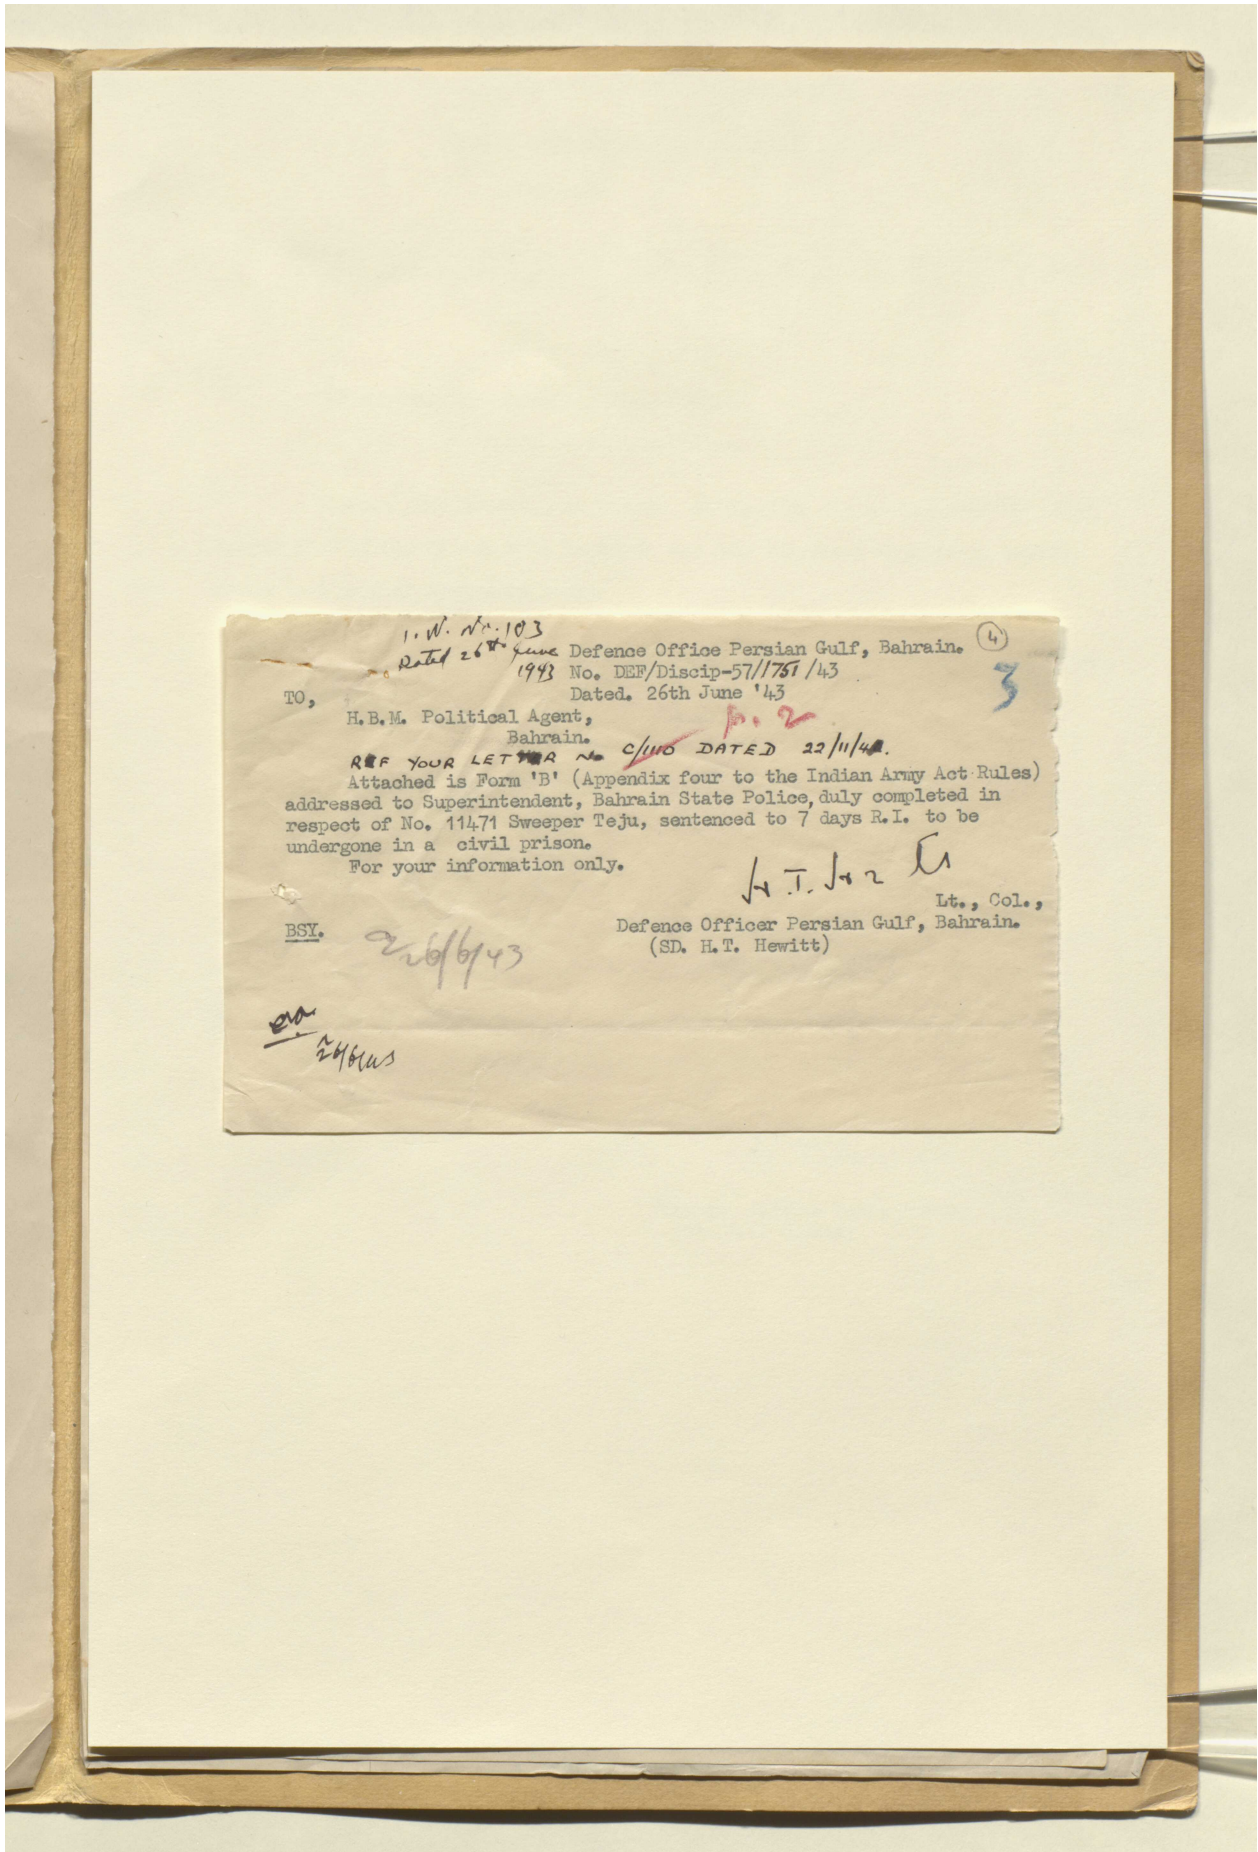 I.W. No. 103
Dated 26th June
1943
4
Defence Office Persian Gulf, Bahrain.
No. DEF/Discip-57/1751/43
3
Dated. 26th June '43
TO,
H.B.M. Political Agent,
p. 2
Bahrain.
REF YOUR LETTER No C/1110 DATED 22/11/42.
Attached is Form 'B' (Appendix four to the Indian Army Act Rules)
addressed to Superintendent, Bahrain State Police, duly completed in
respect of No. 11471 Sweeper Teju, sentenced to 7 days R.I. to be
undergone in a civil prison.
For your information only.
Lt., Col.,
Defence Officer Persian Gulf, Bahrain.
(SD. H.T. Hewitt)
BSY.
26/6/43
26/6/43